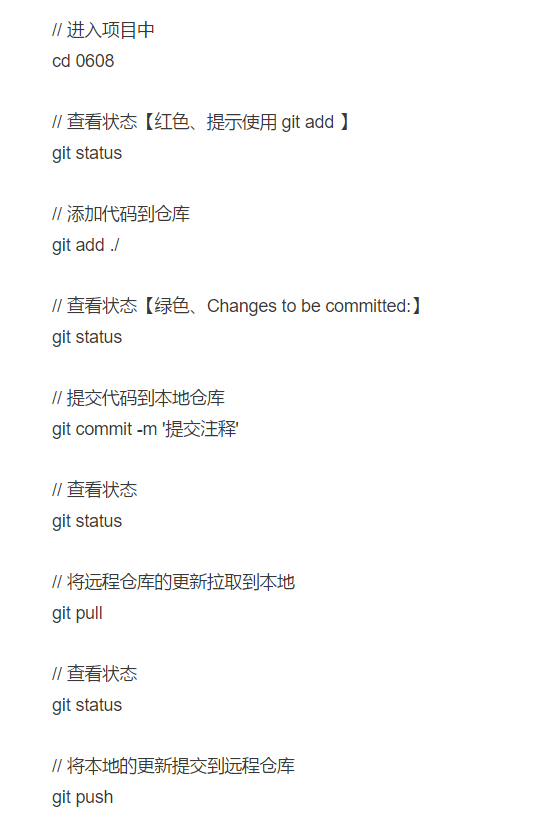 // 进入项目中
cd 0608
// 查看状态【红色、提示使用 git add 】
git status
// 添加代码到仓库
git add ./
// 查看状态【绿色、Changes to be committed:】
git status
// 提交代码到本地仓库
git commit -m '提交注释'
// 查看状态
git status
// 将远程仓库的更新拉取到本地
git pull
// 查看状态
git status
// 将本地的更新提交到远程仓库
git push